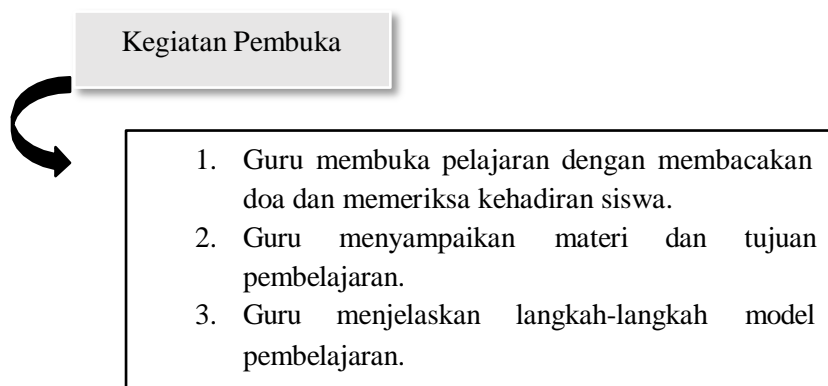 Kegiatan Pembuka
1. Guru membuka pelajaran dengan membacakan
doa dan memeriksa kehadiran siswa.
2. Guru menyampaikan materi dan tujuan
pembelajaran.
3. Guru menjelaskan langkah-langkah model
pembelajaran.